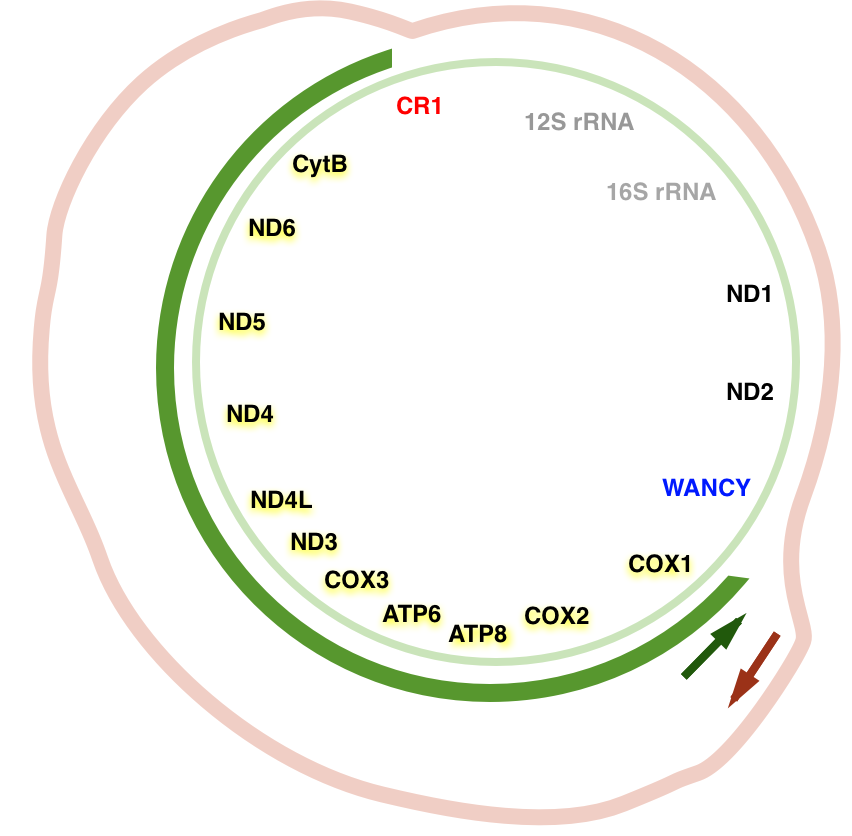 CR1
12S rRNA
CytB
16S rRNA
ND6
ND1
ND5
ND2
ND4
WANCY
ND4L
ND3
COX1
COX3
ATP6
COX2
ATP8